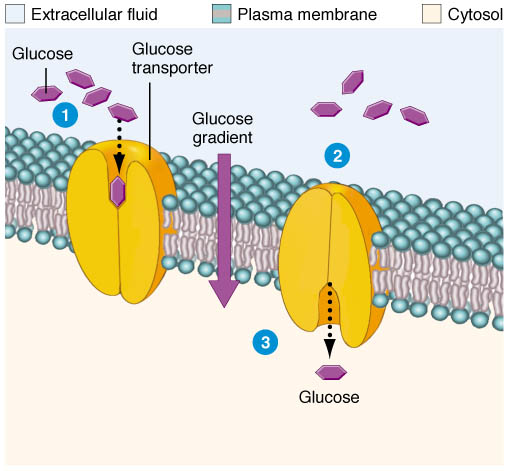 Extracellular fluid
Plasma membrane
Cytosol
Glucose
Glucose
transporter
1
Glucose
gradient
2
3
Glucose